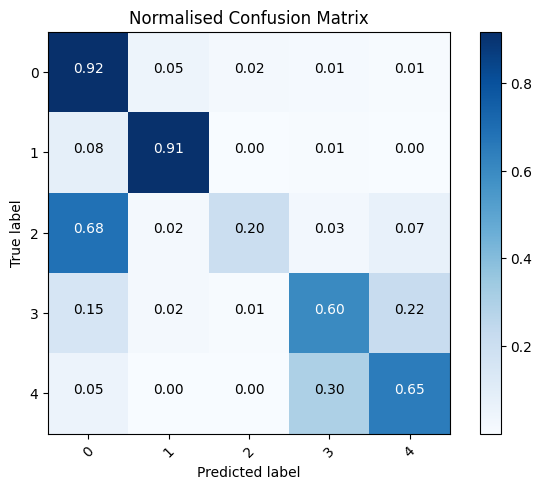 Normalised Confusion Matrix
0 0.92 0.05 0.02 0.01 0.01
1 0.08 0.91 0.00 0.01 0.00
2 0.68 0.02 0.20 0.03 0.07
3 0.15 0.02 0.01 0.60 0.22
4 0.05 0.00 0.00 0.30 0.65
0 1 2 3 4
True label
Predicted label
0.8
0.6
0.4
0.2